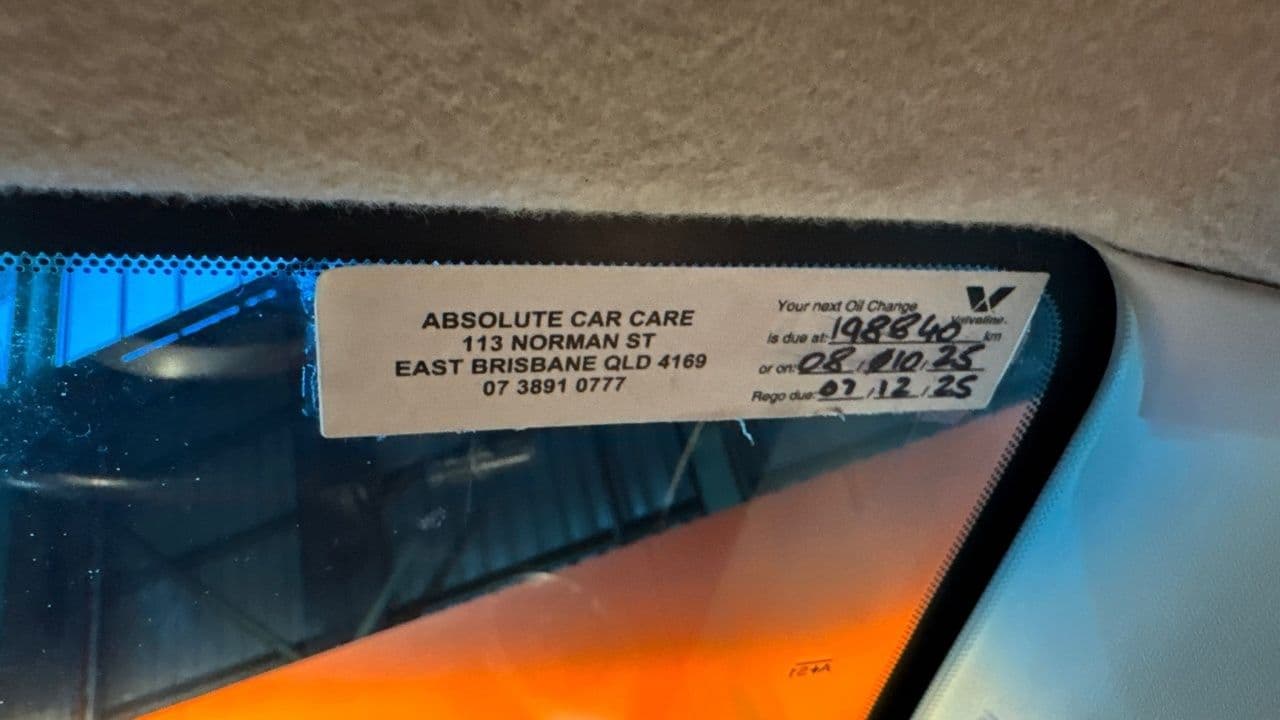 ABSOLUTE CAR CARE
113 NORMAN ST
EAST BRISBANE QLD 4169
07 3891 0777
Your next Oil Change
Valvoline.
is due at: 198840 km
or on: 08/10/25
Rego due: 07/12/25